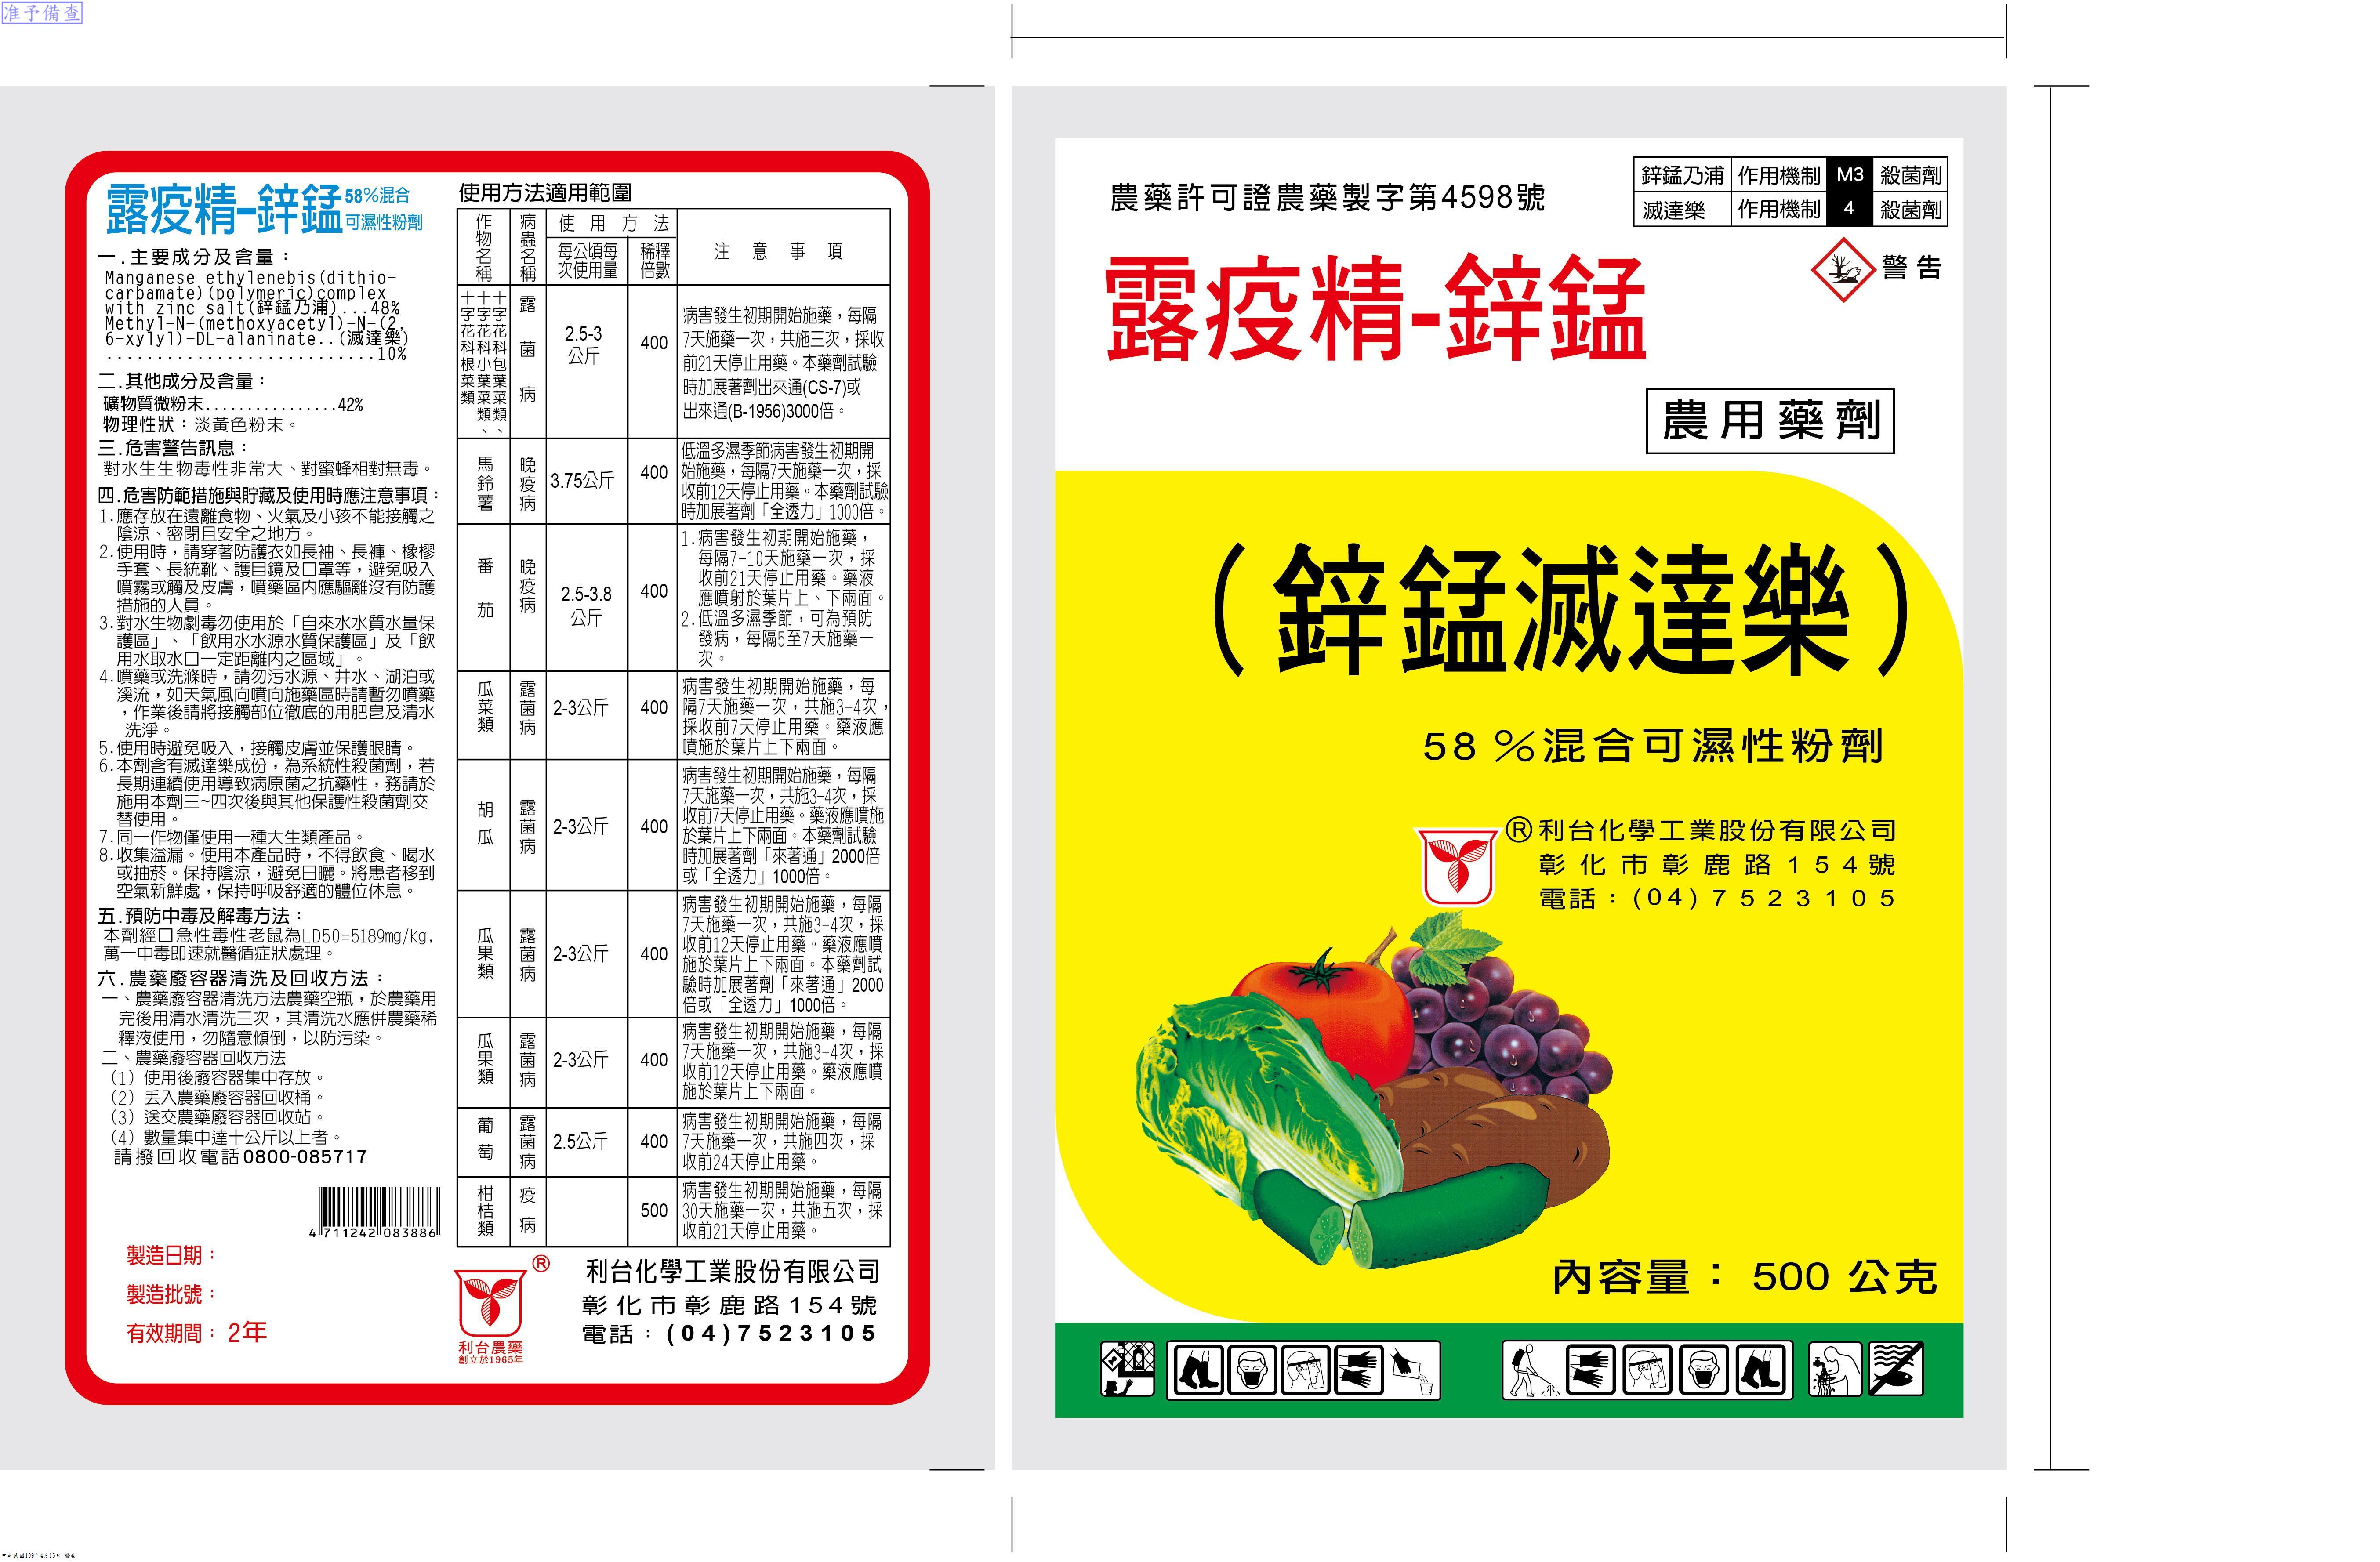 准予備查
露疫精-鋅錳
58%混合
可濕性粉劑
一.主要成分及含量：
Manganese ethylenebis(dithio-
carbamate)(polymeric)complex
with zinc salt(鋅錳乃浦)...48%
Methyl-N-(methoxyacetyl)-N-(2,
6-xylyl)-DL-alaninate..(滅達樂)
...........................10%
二.其他成分及含量：
礦物質微粉末................42%
物理性狀：淡黃色粉末。
三.危害警告訊息：
對水生生物毒性非常大、對蜜蜂相對無毒。
四.危害防範措施與貯藏及使用時應注意事項：
1.應存放在遠離食物、火氣及小孩不能接觸之
陰涼、密閉且安全之地方。
2.使用時，請穿著防護衣如長袖、長褲、橡樛
手套、長統靴、護目鏡及口罩等，避免吸入
噴霧或觸及皮膚，噴藥區內應驅離沒有防護
措施的人員。
3.對水生物劇毒勿使用於「自來水水質水量保
護區」、「飲用水水源水質保護區」及「飲
用水取水口一定距離內之區域」。
4.噴藥或洗滌時，請勿污水源、井水、湖泊或
溪流，如天氣風向噴向施藥區時請暫勿噴藥
，作業後請將接觸部位徹底的用肥皂及清水
洗淨。
5.使用時避免吸入，接觸皮膚並保護眼睛。
6.本劑含有滅達樂成份，為系統性殺菌劑，若
長期連續使用導致病原菌之抗藥性，務請於
施用本劑三~四次後與其他保護性殺菌劑交
替使用。
7.同一作物僅使用一種大生類產品。
8.收集溢漏。使用本產品時，不得飲食、喝水
或抽菸。保持陰涼，避免日曬。將患者移到
空氣新鮮處，保持呼吸舒適的體位休息。
五.預防中毒及解毒方法：
本劑經口急性毒性老鼠為LD50=5189mg/kg,
萬一中毒即速就醫循症狀處理。
六.農藥廢容器清洗及回收方法：
一、農藥廢容器清洗方法農藥空瓶，於農藥用
完後用清水清洗三次，其清洗水應併農藥稀
釋液使用，勿隨意傾倒，以防污染。
二、農藥廢容器回收方法
(1) 使用後廢容器集中存放。
(2) 丟入農藥廢容器回收桶。
(3) 送交農藥廢容器回收站。
(4) 數量集中達十公斤以上者。
請撥回收電話0800-085717
4 711242 083886
製造日期：
製造批號：
有效期間：2年
使用方法適用範圍
作物名稱 病蟲名稱 使用方法 注意事項
每公頃每次使用量 稀釋倍數
十字花科包葉菜類、
十字花科小葉菜類、
十字花科根菜類
露菌病
2.5-3
公斤
400
病害發生初期開始施藥，每隔
7天施藥一次，共施三次，採收
前21天停止用藥。本藥劑試驗
時加展著劑出來通(CS-7)或
出來通(B-1956)3000倍。
馬鈴薯 晚疫病 3.75公斤 400
低溫多濕季節病害發生初期開
始施藥，每隔7天施藥一次，採
收前12天停止用藥。本藥劑試驗
時加展著劑「全透力」1000倍。
番茄 晚疫病
2.5-3.8
公斤
400
1.病害發生初期開始施藥，
每隔7-10天施藥一次，採
收前21天停止用藥。藥液
應噴射於葉片上、下兩面。
2.低溫多濕季節，可為預防
發病，每隔5至7天施藥一
次。
瓜菜類 露菌病 2-3公斤 400
病害發生初期開始施藥，每
隔7天施藥一次，共施3-4次，
採收前7天停止用藥。藥液應
噴施於葉片上下兩面。
胡瓜 露菌病 2-3公斤 400
病害發生初期開始施藥，每隔
7天施藥一次，共施3-4次，採
收前7天停止用藥。藥液應噴施
於葉片上下兩面。本藥劑試驗
時加展著劑「來著通」2000倍
或「全透力」1000倍。
瓜果類 露菌病 2-3公斤 400
病害發生初期開始施藥，每隔
7天施藥一次，共施3-4次，採
收前12天停止用藥。藥液應噴
施於葉片上下兩面。本藥劑試
驗時加展著劑「來著通」2000
倍或「全透力」1000倍。
瓜果類 露菌病 2-3公斤 400
病害發生初期開始施藥，每隔
7天施藥一次，共施3-4次，採
收前12天停止用藥。藥液應噴
施於葉片上下兩面。
葡萄 露菌病 2.5公斤 400
病害發生初期開始施藥，每隔
7天施藥一次，共施四次，採
收前24天停止用藥。
柑桔類 疫病 500
病害發生初期開始施藥，每隔
30天施藥一次，共施五次，採
收前21天停止用藥。
®
利台農藥
創立於1965年
利台化學工業股份有限公司
彰化市彰鹿路154號
電話：(04)7523105
農藥許可證農藥製字第4598號
鋅錳乃浦 作用機制 M3 殺菌劑
滅達樂 作用機制 4 殺菌劑
警告
露疫精-鋅錳
農用藥劑
（鋅錳滅達樂）
58%混合可濕性粉劑
®利台化學工業股份有限公司
彰化市彰鹿路154號
電話：(04)7523105
內容量：500公克
中華民國109年4月15日 簽發